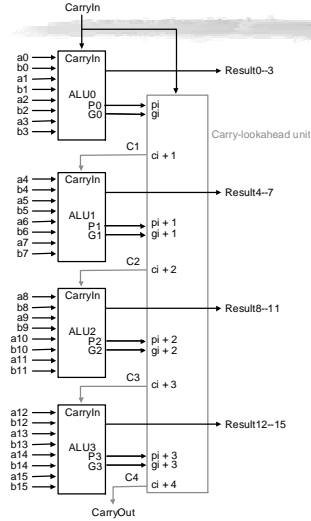 CarryIn
a0
b0
a1
b1
a2
b2
a3
b3
CarryIn
ALU0
P0
G0
pi
gi
Result0--3
Carry-lookahead unit
C1
ci + 1
a4
b4
a5
b5
a6
b6
a7
b7
CarryIn
ALU1
P1
G1
pi + 1
gi + 1
Result4--7
C2
ci + 2
a8
b8
a9
b9
a10
b10
a11
b11
CarryIn
ALU2
P2
G2
pi + 2
gi + 2
Result8--11
C3
ci + 3
a12
b12
a13
b13
a14
b14
a15
b15
CarryIn
ALU3
P3
G3
pi + 3
gi + 3
Result12--15
C4
ci + 4
CarryOut